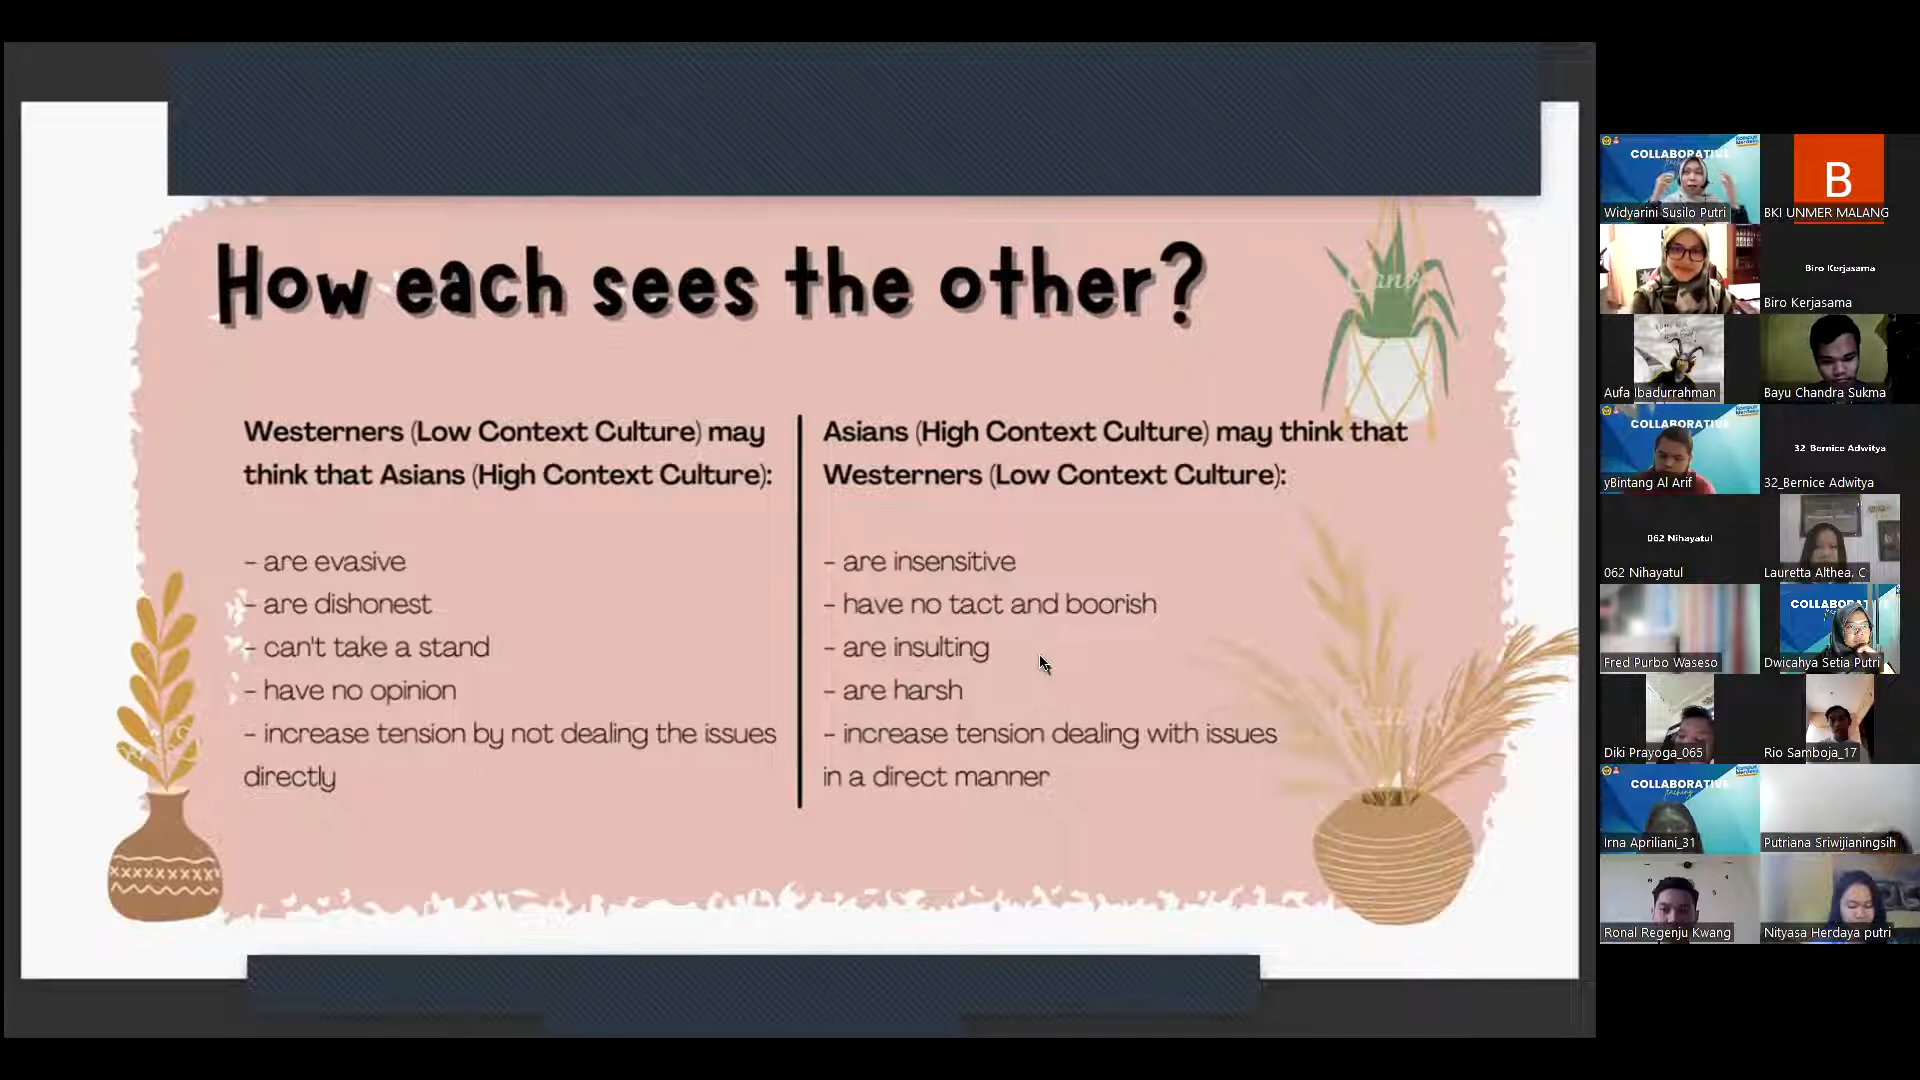 How each sees the other?
Westerners (Low Context Culture) may
think that Asians (High Context Culture):
- are evasive
- are dishonest
- can't take a stand
- have no opinion
- increase tension by not dealing the issues
directly
Asians (High Context Culture) may think that
Westerners (Low Context Culture):
- are insensitive
- have no tact and boorish
- are insulting
- are harsh
- increase tension dealing with issues
in a direct manner
Canva
COLLABORATIVE
Widyarini Susilo Putri
B
BKI UNMER MALANG
Biro Kerjasama
Biro Kerjasama
Aufa Ibadurrahman
Bayu Chandra Sukma
COLLABORATIVE
yBintang Al Arif
32_Bernice Adwitya
32_Bernice Adwitya
062 Nihayatul
062 Nihayatul
Lauretta Althea. C
Fred Purbo Waseso
Dwicahya Setia Putri
Diki Prayoga_065
Rio Samboja_17
COLLABORATIVE
Teaching
Irna Apriliani_31
Putriana Sriwijianingsih
Ronal Regenju Kwang
Nityasa Herdaya putri